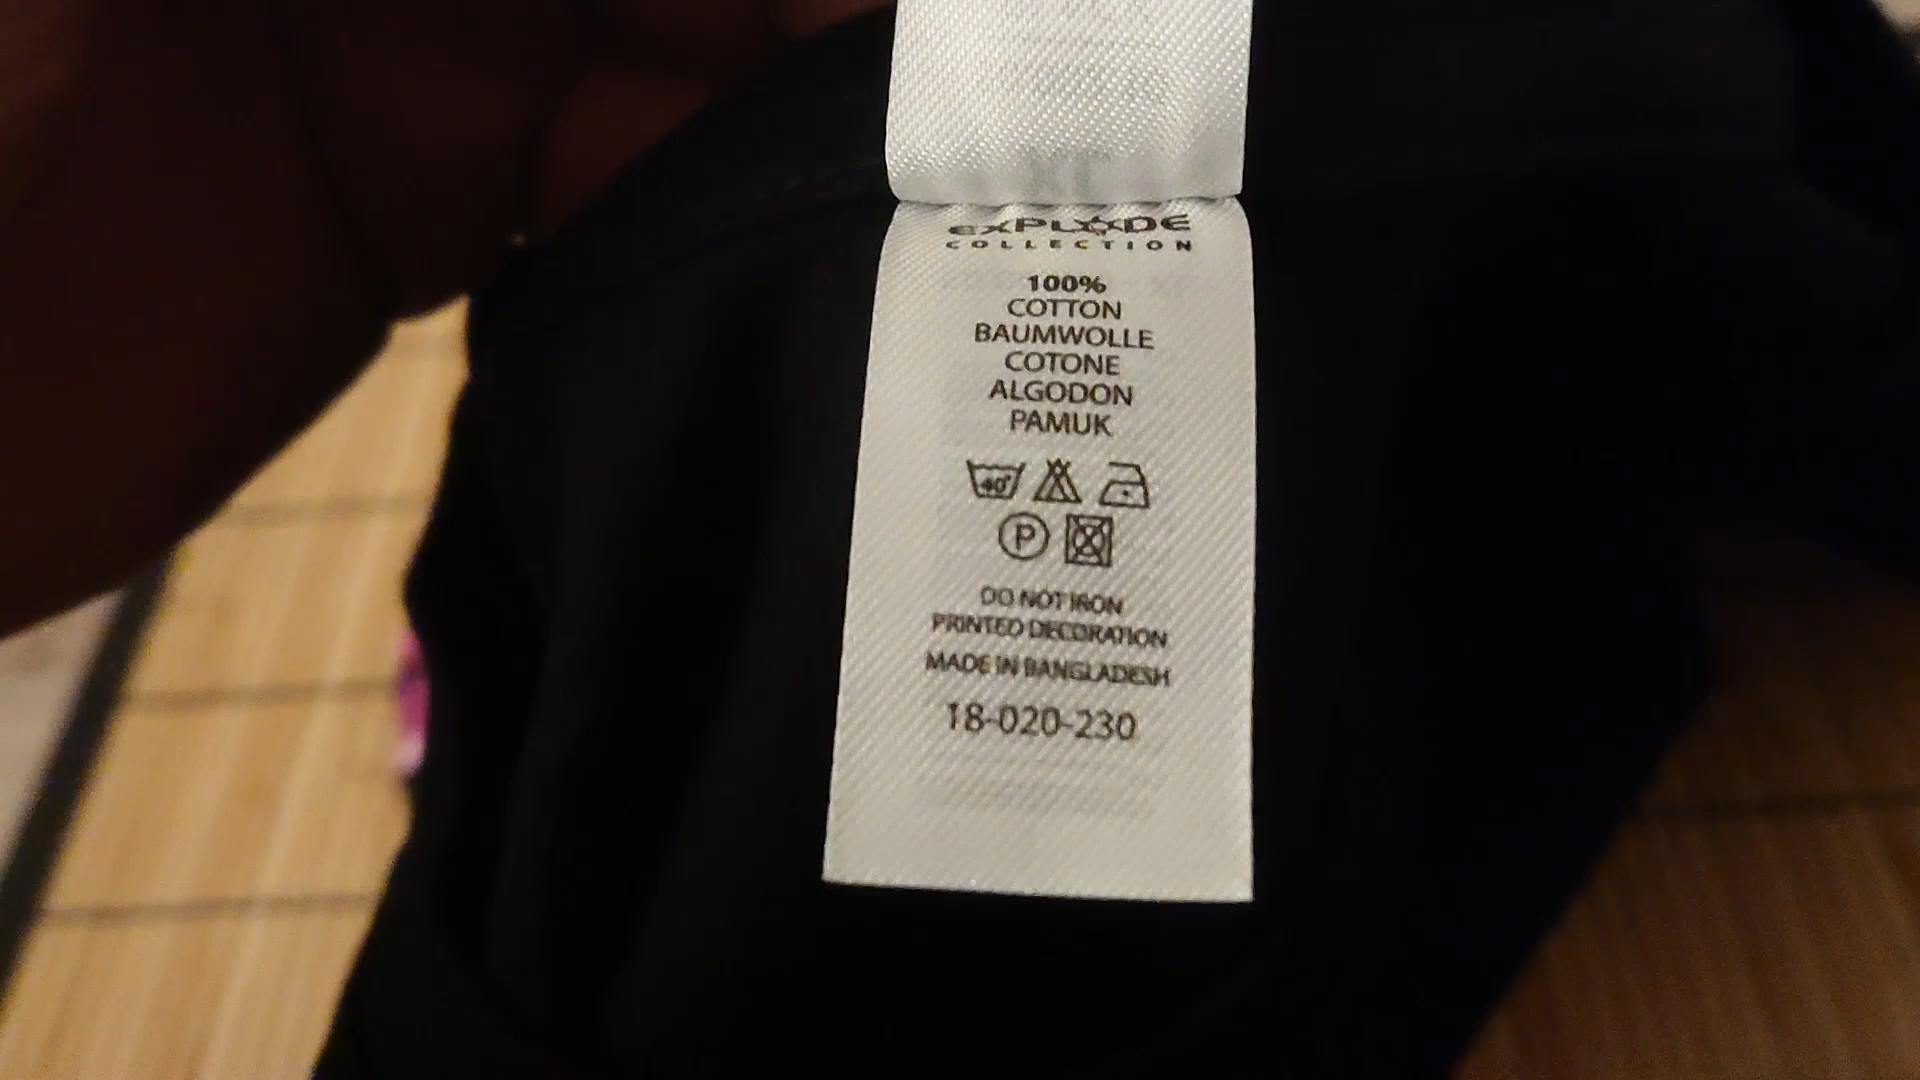 EXPLODE
COLLECTION
100%
COTTON
BAUMWOLLE
COTONE
ALGODON
PAMUK
40°
P
DO NOT IRON
PRINTED DECORATION
MADE IN BANGLADESH
18-020-230